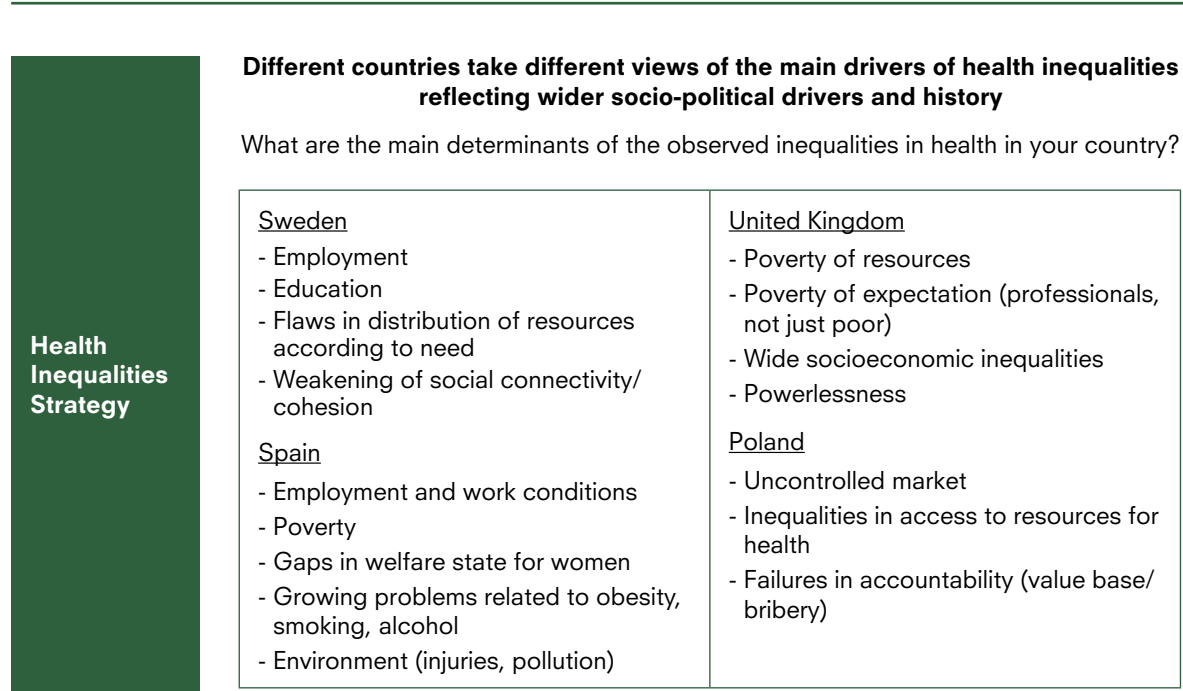 Different countries take different views of the main drivers of health inequalities
reflecting wider socio-political drivers and history
What are the main determinants of the observed inequalities in health in your country?
Health
Inequalities
Strategy
Sweden
- Employment
- Education
- Flaws in distribution of resources
according to need
- Weakening of social connectivity/
cohesion
Spain
- Employment and work conditions
- Poverty
- Gaps in welfare state for women
- Growing problems related to obesity,
smoking, alcohol
- Environment (injuries, pollution)
United Kingdom
- Poverty of resources
- Poverty of expectation (professionals,
not just poor)
- Wide socioeconomic inequalities
- Powerlessness
Poland
- Uncontrolled market
- Inequalities in access to resources for
health
- Failures in accountability (value base/
bribery)